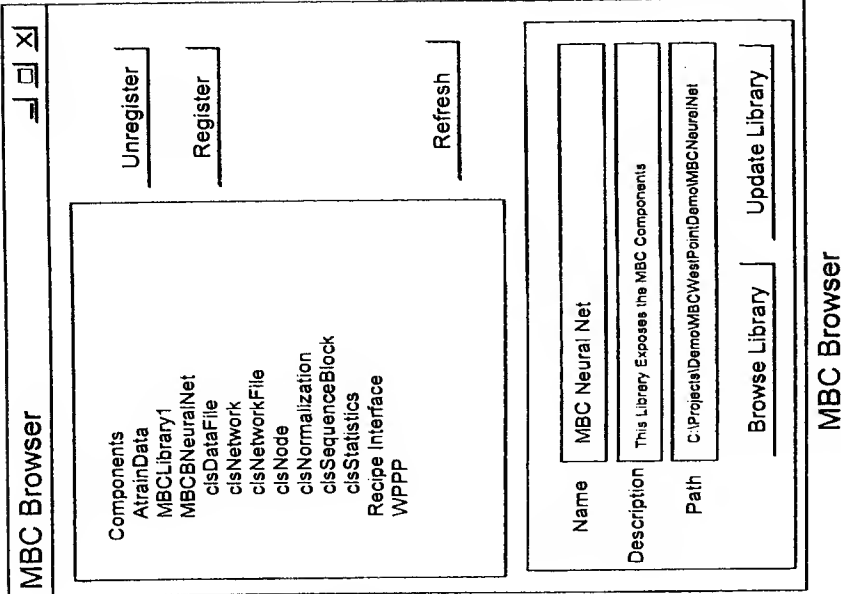 MBC Browser
Components
AtrainData
MBCLibrary1
MBCBNeuralNet
clsDataFile
clsNetwork
clsNetworkFile
clsNode
clsNormalization
clsSequenceBlock
clsStatistics
Recipe Interface
WPPP
Unregister
Register
Refresh
Name MBC Neural Net
Description This Library Exposes the MBC Components
Path C:\Projects\Demo\MBCWestPointDemo\MBCNeuralNet
Browse Library Update Library
MBC Browser